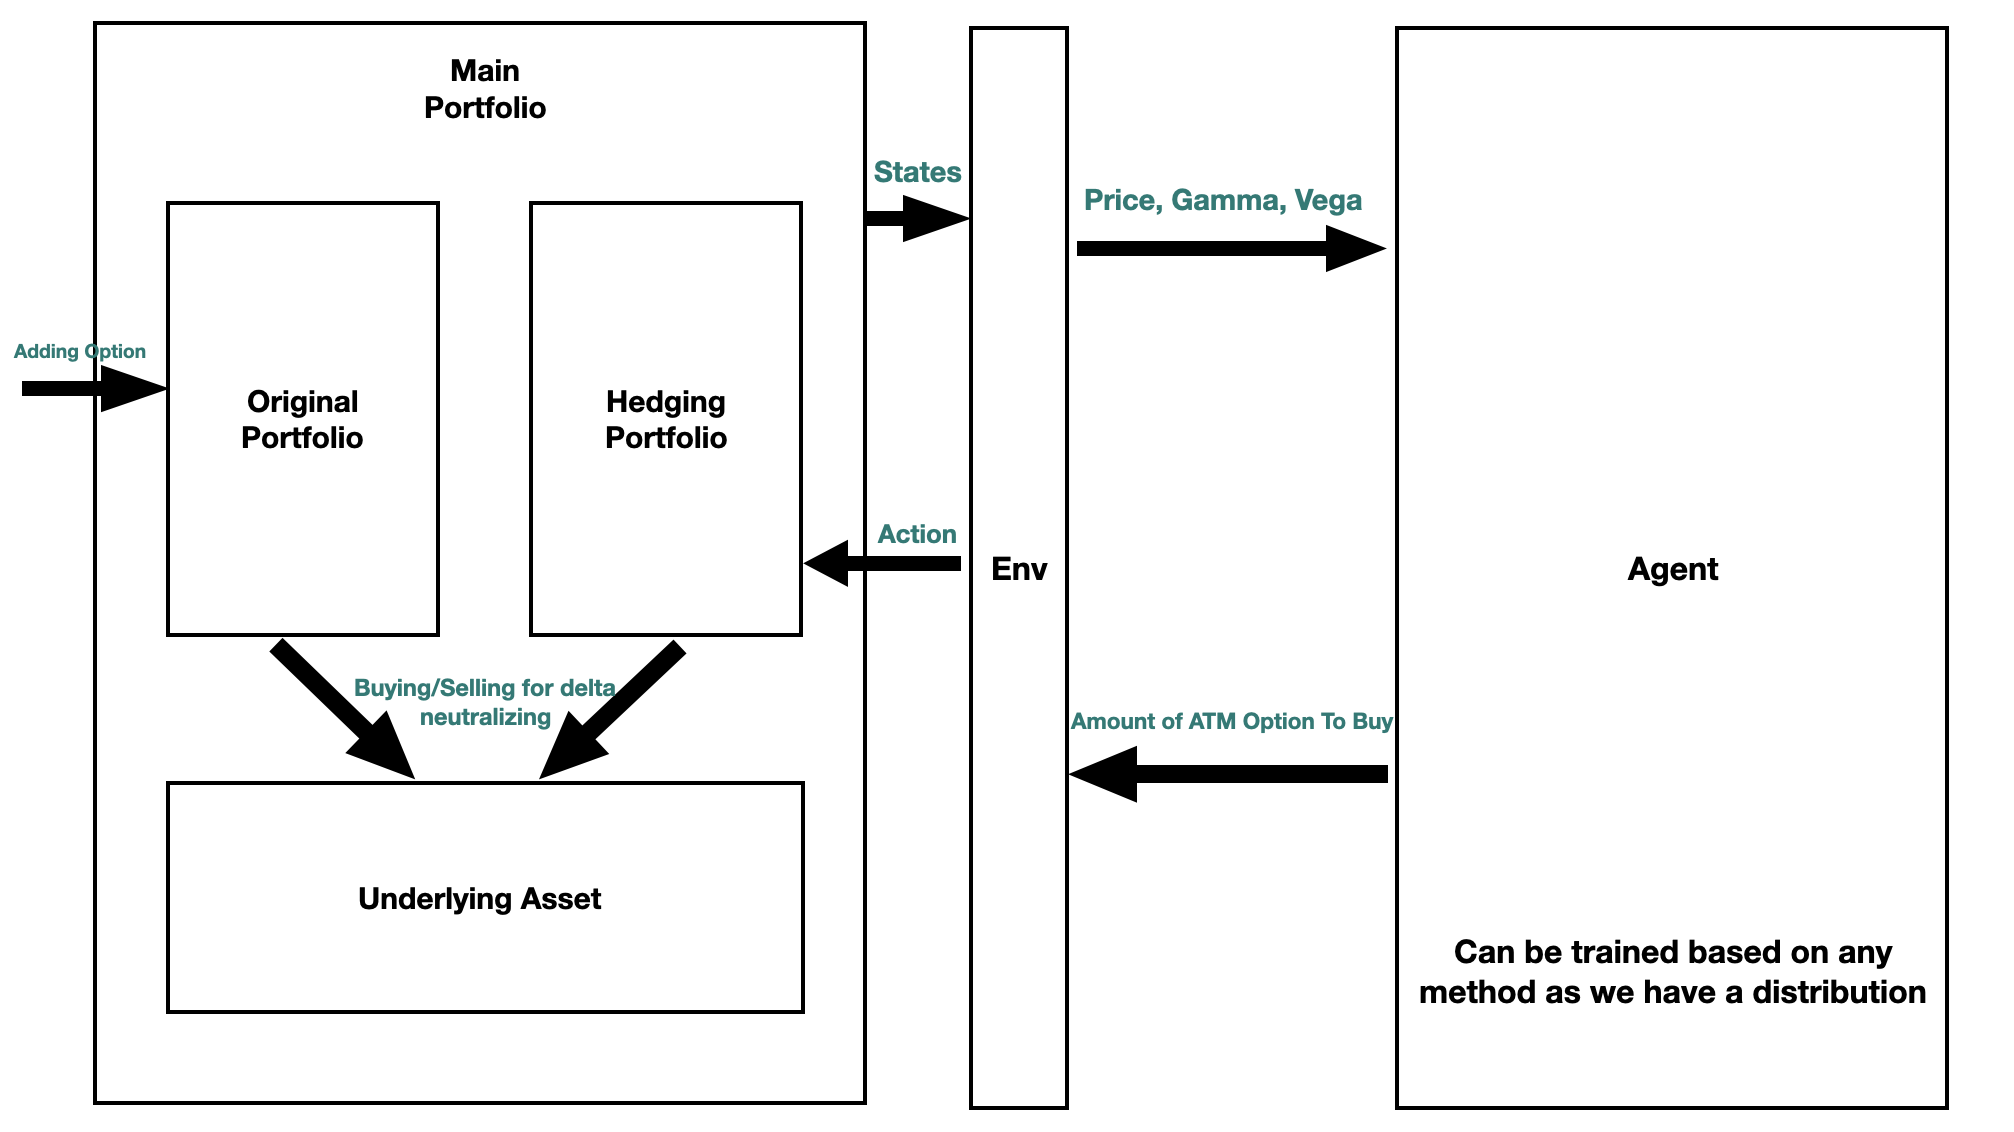 Main
Portfolio
States
Price, Gamma, Vega
Adding Option
Original
Portfolio
Hedging
Portfolio
Action
Env
Agent
Buying/Selling for delta
neutralizing
Amount of ATM Option To Buy
Underlying Asset
Can be trained based on any
method as we have a distribution